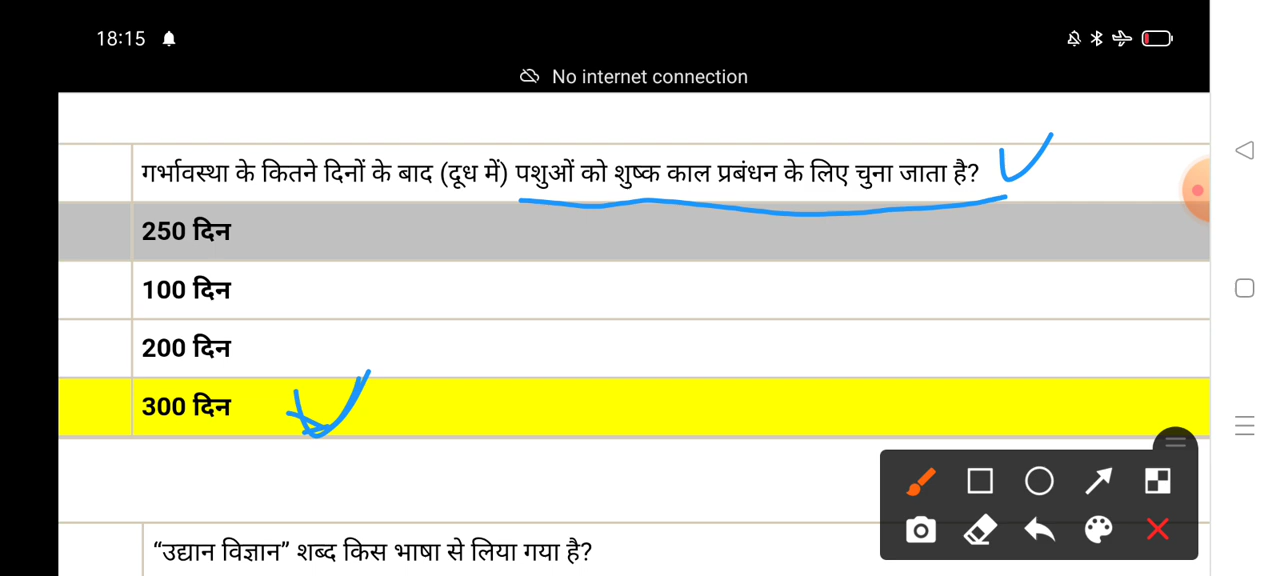 18:15
No internet connection
गर्भावस्था के कितने दिनों के बाद (दूध में) पशुओं को शुष्क काल प्रबंधन के लिए चुना जाता है?
250 दिन
100 दिन
200 दिन
300 दिन
“उद्यान विज्ञान” शब्द किस भाषा से लिया गया है?